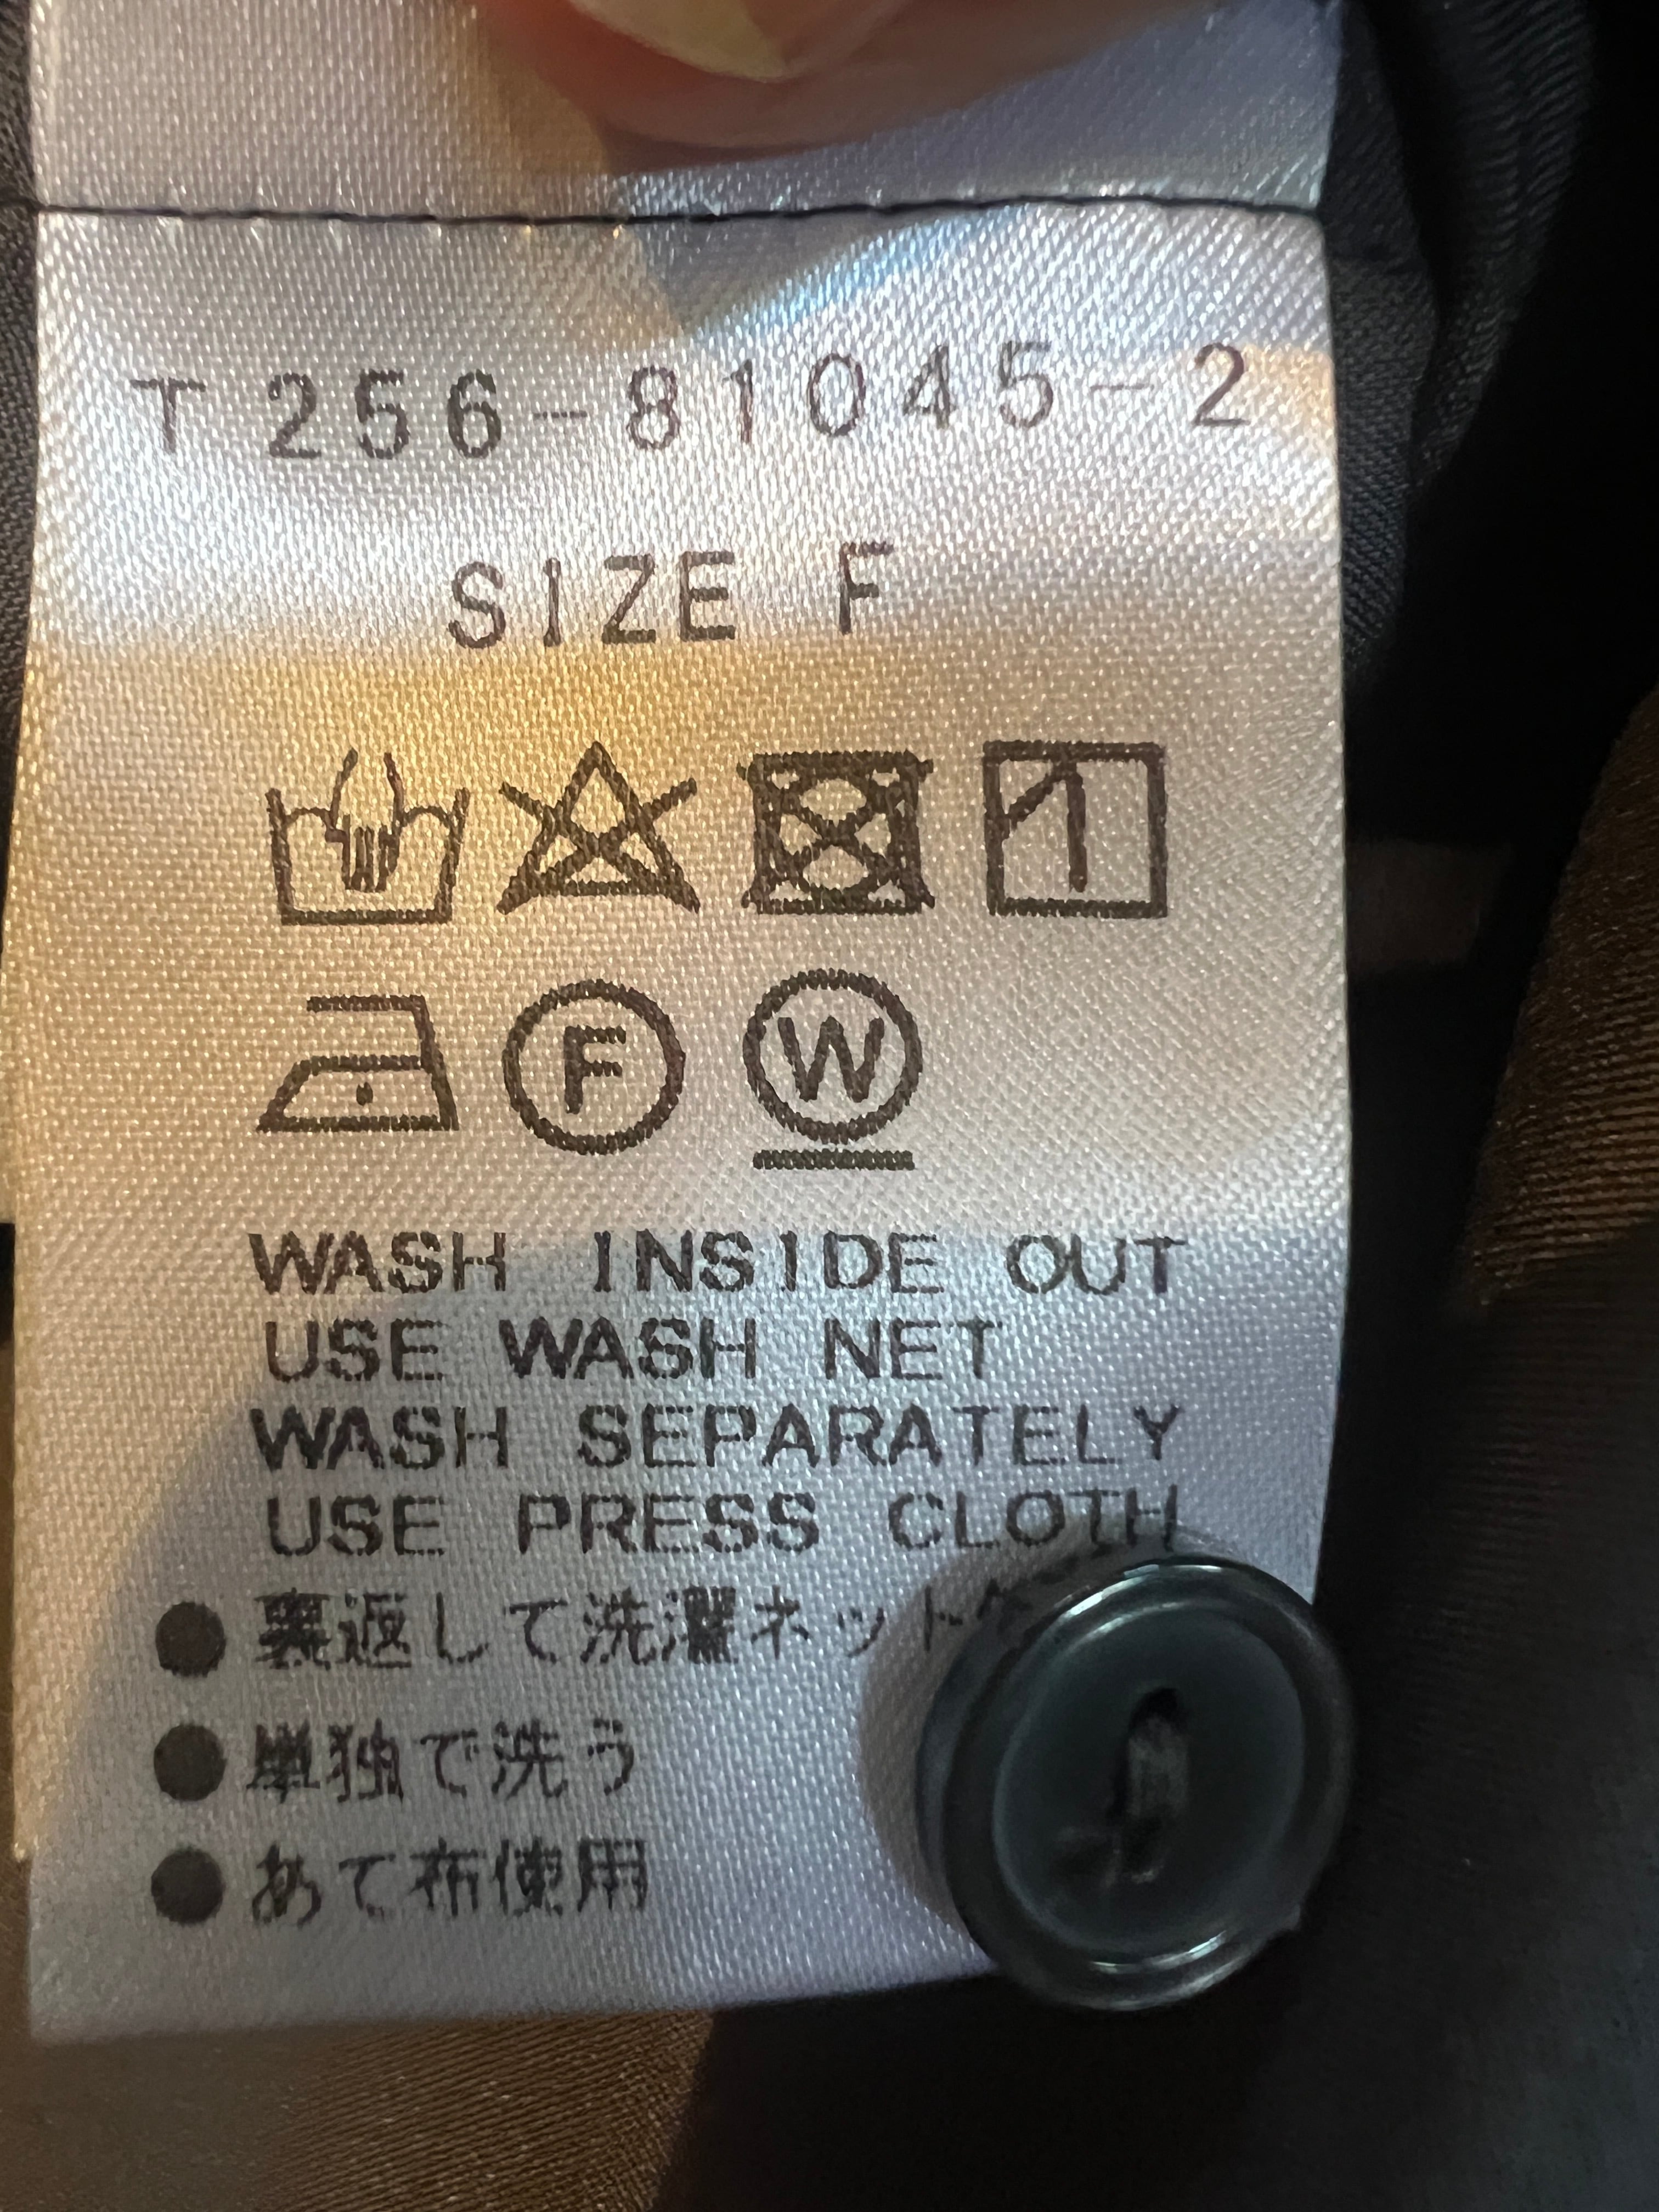 T256-81045-2
SIZE F
F W
WASH INSIDE OUT
USE WASH NET
WASH SEPARATELY
USE PRESS CLOTH
●裏返して洗濯ネット
●単独で洗う
●あて布使用